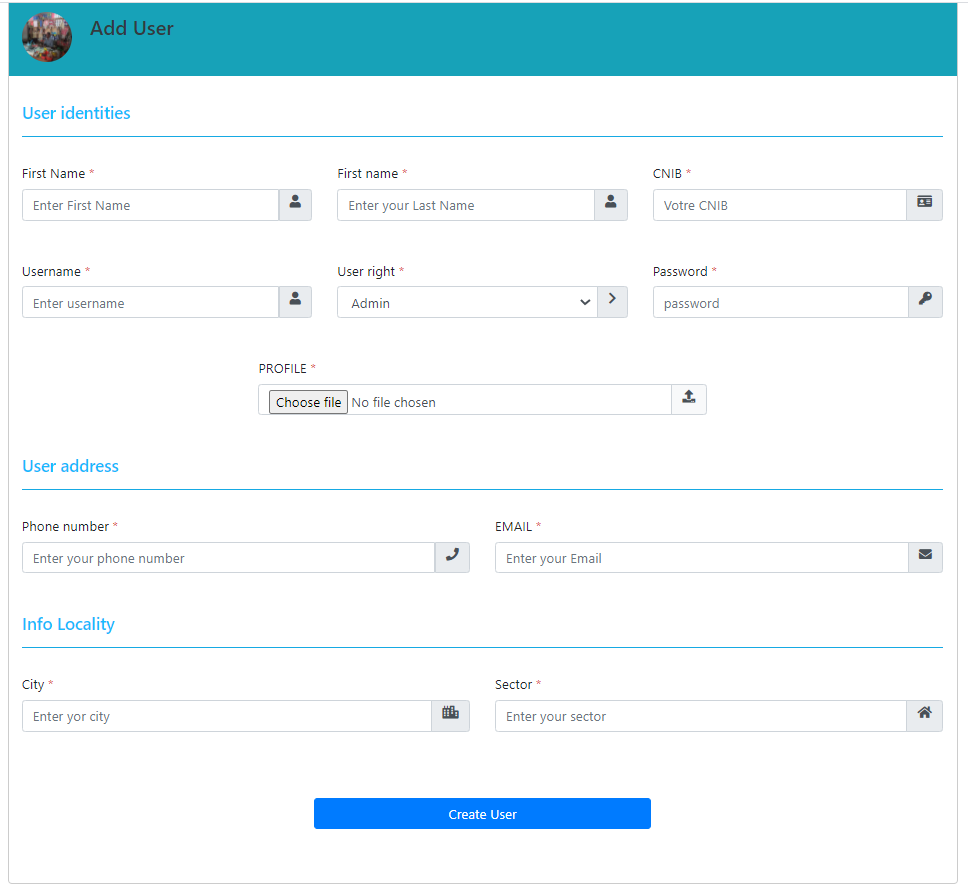 Add User
User identities
First Name *
First name *
CNIB *
Enter First Name
Enter your Last Name
Votre CNIB
Username *
User right *
Password *
Enter username
Admin
password
PROFILE *
Choose file No file chosen
User address
Phone number *
EMAIL *
Enter your phone number
Enter your Email
Info Locality
City *
Sector *
Enter yor city
Enter your sector
Create User